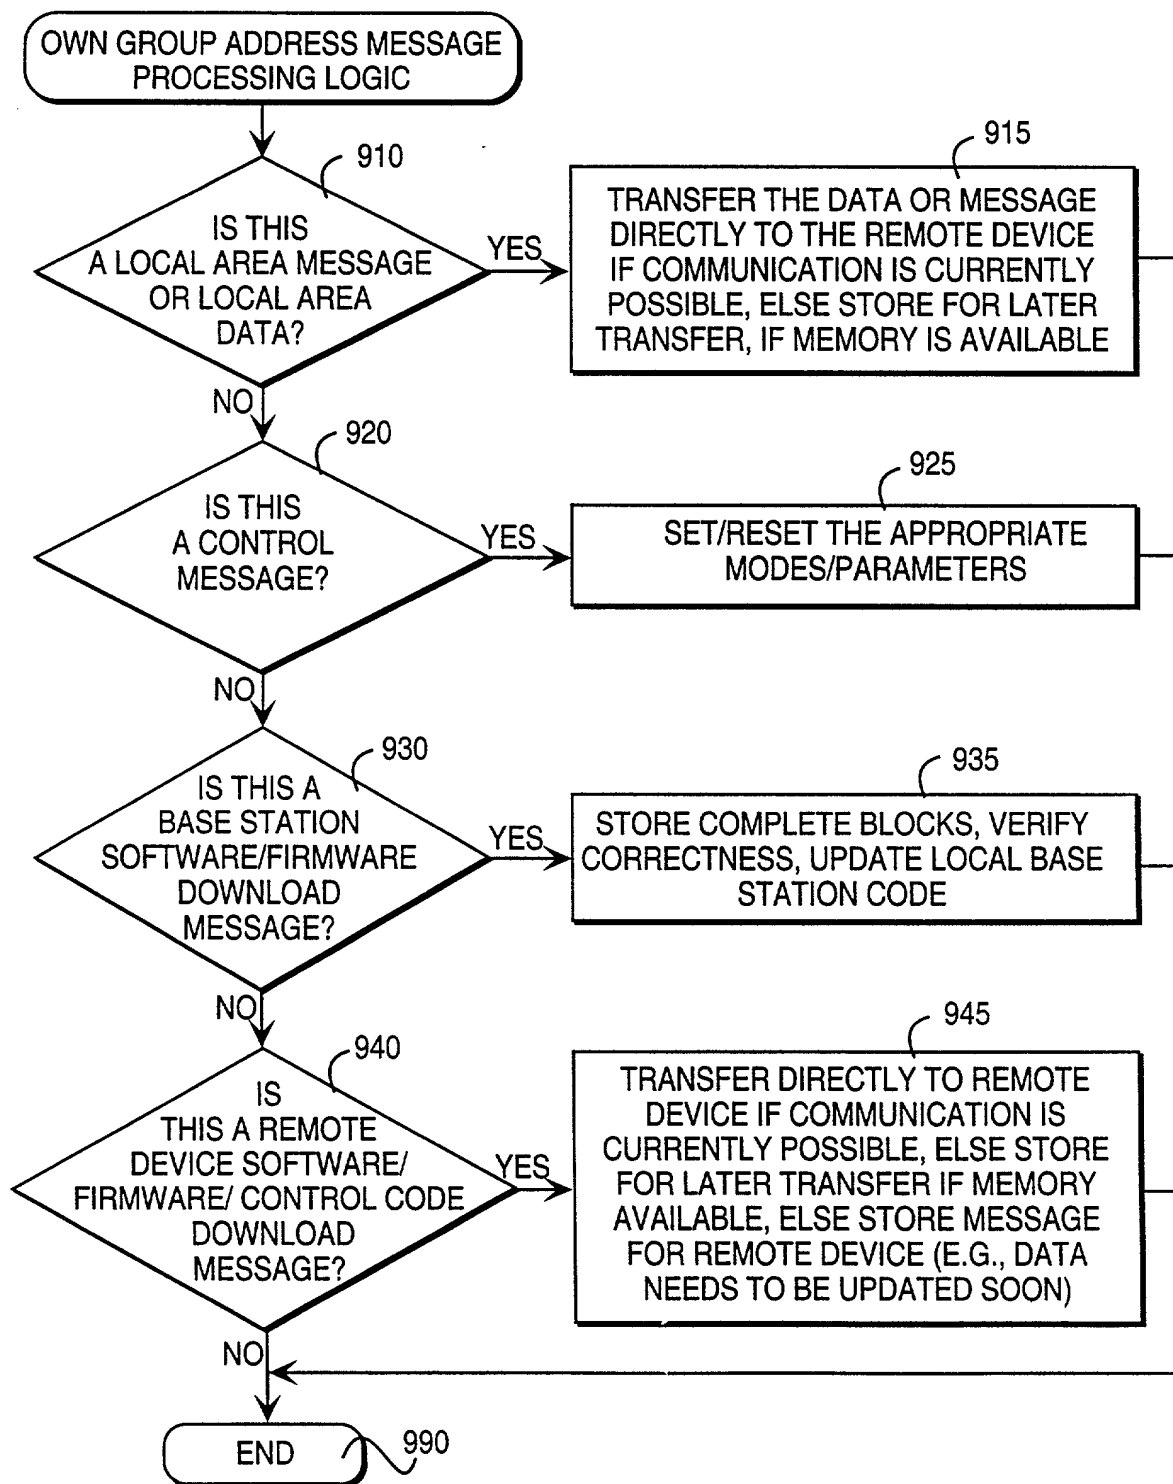 OWN GROUP ADDRESS MESSAGE
PROCESSING LOGIC
910
IS THIS
A LOCAL AREA MESSAGE
OR LOCAL AREA
DATA?
YES
915
TRANSFER THE DATA OR MESSAGE
DIRECTLY TO THE REMOTE DEVICE
IF COMMUNICATION IS CURRENTLY
POSSIBLE, ELSE STORE FOR LATER
TRANSFER, IF MEMORY IS AVAILABLE
NO
920
IS THIS
A CONTROL
MESSAGE?
YES
925
SET/RESET THE APPROPRIATE
MODES/PARAMETERS
NO
930
IS THIS A
BASE STATION
SOFTWARE/FIRMWARE
DOWNLOAD
MESSAGE?
YES
935
STORE COMPLETE BLOCKS, VERIFY
CORRECTNESS, UPDATE LOCAL BASE
STATION CODE
NO
940
IS
THIS A REMOTE
DEVICE SOFTWARE/
FIRMWARE/ CONTROL CODE
DOWNLOAD
MESSAGE?
YES
945
TRANSFER DIRECTLY TO REMOTE
DEVICE IF COMMUNICATION IS
CURRENTLY POSSIBLE, ELSE STORE
FOR LATER TRANSFER IF MEMORY
AVAILABLE, ELSE STORE MESSAGE
FOR REMOTE DEVICE (E.G., DATA
NEEDS TO BE UPDATED SOON)
NO
END
990